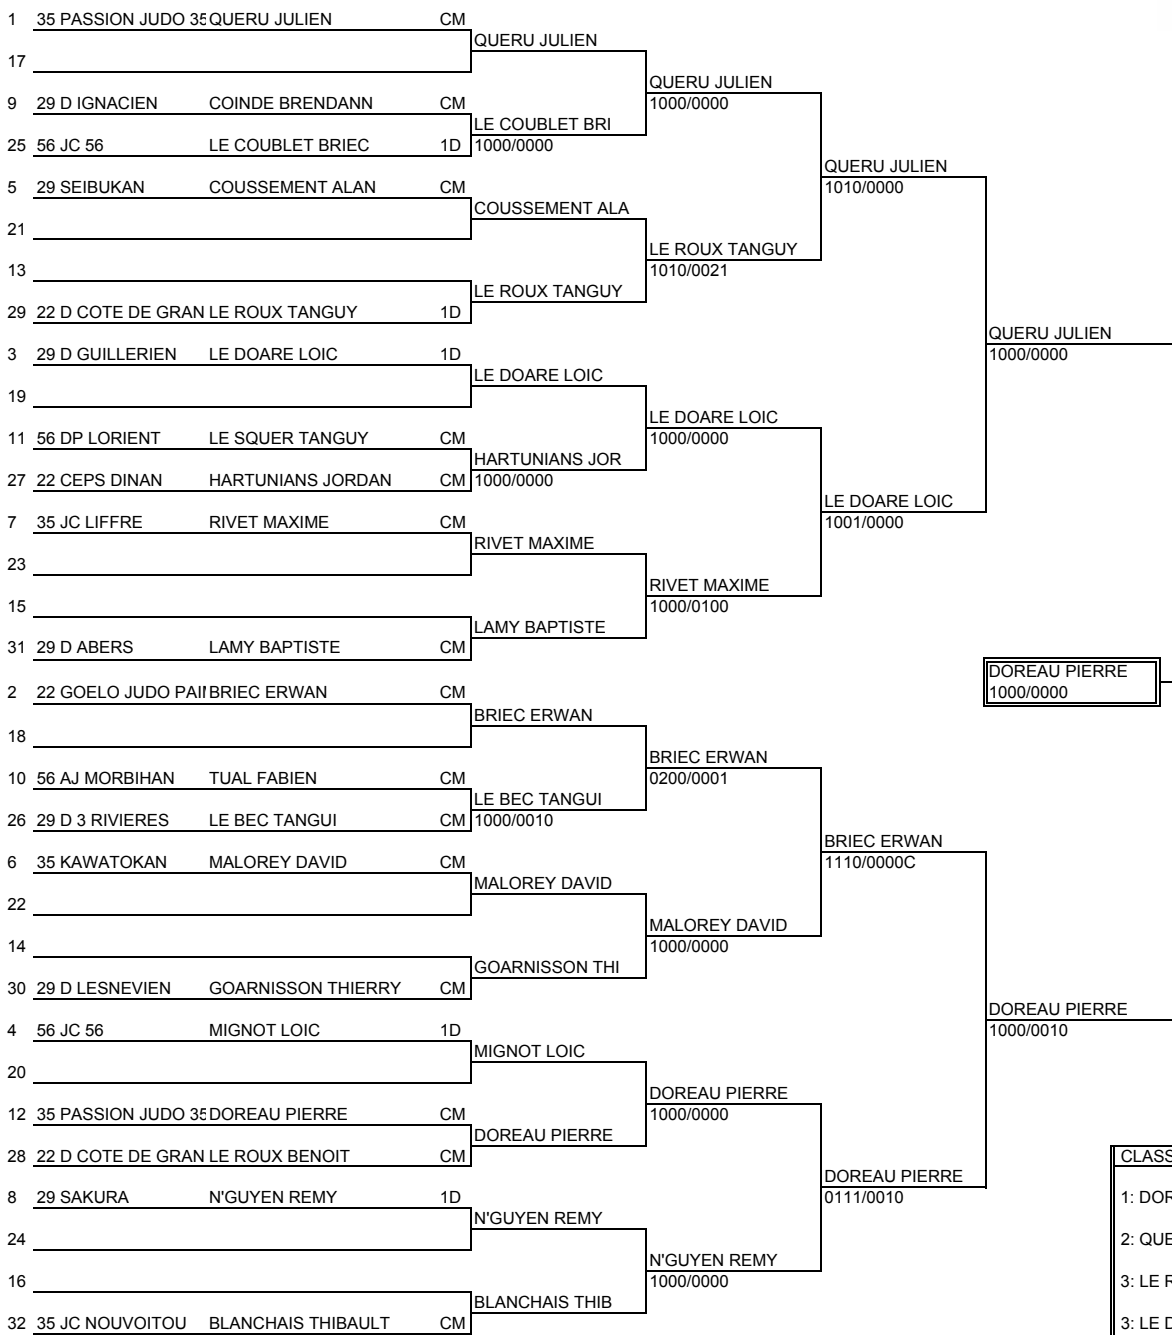 1 35 PASSION JUDO 35 QUERU JULIEN CM
QUERU JULIEN
17
QUERU JULIEN
9 29 D IGNACIEN COINDE BRENDANN CM 1000/0000
LE COUBLET BRI
25 56 JC 56 LE COUBLET BRIEC 1D 1000/0000
QUERU JULIEN
5 29 SEIBUKAN COUSSEMENT ALAN CM 1010/0000
COUSSEMENT ALA
21
LE ROUX TANGUY
13 1010/0021
LE ROUX TANGUY
29 22 D COTE DE GRAN LE ROUX TANGUY 1D
QUERU JULIEN
3 29 D GUILLERIEN LE DOARE LOIC 1D 1000/0000
LE DOARE LOIC
19
LE DOARE LOIC
11 56 DP LORIENT LE SQUER TANGUY CM 1000/0000
HARTUNIANS JOR
27 22 CEPS DINAN HARTUNIANS JORDAN CM 1000/0000
LE DOARE LOIC
7 35 JC LIFFRE RIVET MAXIME CM 1001/0000
RIVET MAXIME
23
RIVET MAXIME
15 1000/0100
LAMY BAPTISTE
31 29 D ABERS LAMY BAPTISTE CM
DOREAU PIERRE
2 22 GOELO JUDO PAI BRIEC ERWAN CM 1000/0000
BRIEC ERWAN
18
BRIEC ERWAN
10 56 AJ MORBIHAN TUAL FABIEN CM 0200/0001
LE BEC TANGUI
26 29 D 3 RIVIERES LE BEC TANGUI CM 1000/0010
BRIEC ERWAN
6 35 KAWATOKAN MALOREY DAVID CM 1110/0000C
MALOREY DAVID
22
MALOREY DAVID
14 1000/0000
GOARNISSON THI
30 29 D LESNEVIEN GOARNISSON THIERRY CM
DOREAU PIERRE
4 56 JC 56 MIGNOT LOIC 1D 1000/0010
MIGNOT LOIC
20
DOREAU PIERRE
12 35 PASSION JUDO 35 DOREAU PIERRE CM 1000/0000
DOREAU PIERRE
28 22 D COTE DE GRAN LE ROUX BENOIT CM CLASS
DOREAU PIERRE
8 29 SAKURA N'GUYEN REMY 1D 0111/0010 1: DOR
N'GUYEN REMY
24 2: QUE
N'GUYEN REMY
16 1000/0000 3: LE R
BLANCHAIS THIB
32 35 JC NOUVOITOU BLANCHAIS THIBAULT CM 3: LE D